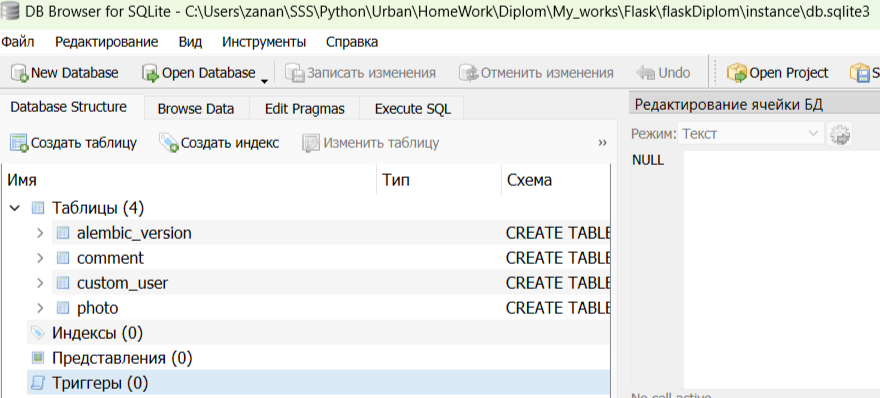 DB Browser for SQLite - C:\Users\zanan\SSS\Python\Urban\HomeWork\Diplom\My_works\Flask\flaskDiplom\instance\db.sqlite3
Файл Редактирование Вид Инструменты Справка
New Database Open Database Записать изменения Отменить изменения Undo Open Project S
Database Structure Browse Data Edit Pragmas Execute SQL
Редактирование ячейки БД
Создать таблицу Создать индекс Изменить таблицу »
Режим: Текст
NULL
Имя Тип Схема
Таблицы (4)
alembic_version CREATE TABLE
comment CREATE TABLE
custom_user CREATE TABLE
photo CREATE TABLE
Индексы (0)
Представления (0)
Триггеры (0)
No cell active